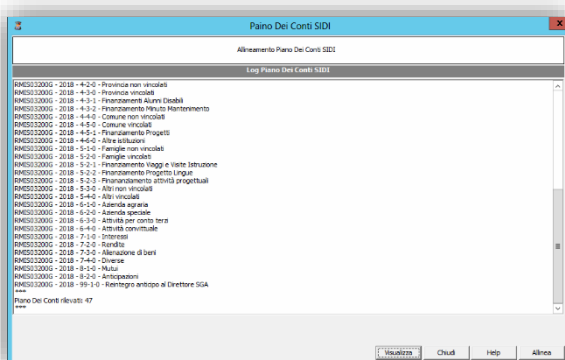 Paino Dei Conti SIDI
x
Allineamento Piano Dei Conti SIDI
Log Piano Dei Conti SIDI
RMIS03200G - 2018 - 4-2-0 - Provincia non vincolati
RMIS03200G - 2018 - 4-3-0 - Provincia vincolati
RMIS03200G - 2018 - 4-3-1 - Finanziamenti Alunni Disabili
RMIS03200G - 2018 - 4-3-2 - Finanziamento Minuto Mantenimento
RMIS03200G - 2018 - 4-4-0 - Comune non vincolati
RMIS03200G - 2018 - 4-5-0 - Comune vincolati
RMIS03200G - 2018 - 4-5-1 - Finanziamento Progetti
RMIS03200G - 2018 - 4-6-0 - Altre istituzioni
RMIS03200G - 2018 - 5-1-0 - Famiglie non vincolati
RMIS03200G - 2018 - 5-2-0 - Famiglie vincolati
RMIS03200G - 2018 - 5-2-1 - Finanziamento Viaggi e Visite Istruzione
RMIS03200G - 2018 - 5-2-2 - Finanziamento Progetto Lingue
RMIS03200G - 2018 - 5-2-3 - Finananziamento attività progettuali
RMIS03200G - 2018 - 5-3-0 - Altri non vincolati
RMIS03200G - 2018 - 5-4-0 - Altri vincolati
RMIS03200G - 2018 - 6-1-0 - Azienda agraria
RMIS03200G - 2018 - 6-2-0 - Azienda speciale
RMIS03200G - 2018 - 6-3-0 - Attività per conto terzi
RMIS03200G - 2018 - 6-4-0 - Attività convittuale
RMIS03200G - 2018 - 7-1-0 - Interessi
RMIS03200G - 2018 - 7-2-0 - Rendite
RMIS03200G - 2018 - 7-3-0 - Alienazione di beni
RMIS03200G - 2018 - 7-4-0 - Diverse
RMIS03200G - 2018 - 8-1-0 - Mutui
RMIS03200G - 2018 - 8-2-0 - Anticipazioni
RMIS03200G - 2018 - 99-1-0 - Reintegro anticipo al Direttore SGA
***
Piano Dei Conti rilevati: 47
***
Visualizza Chiudi Help Allinea